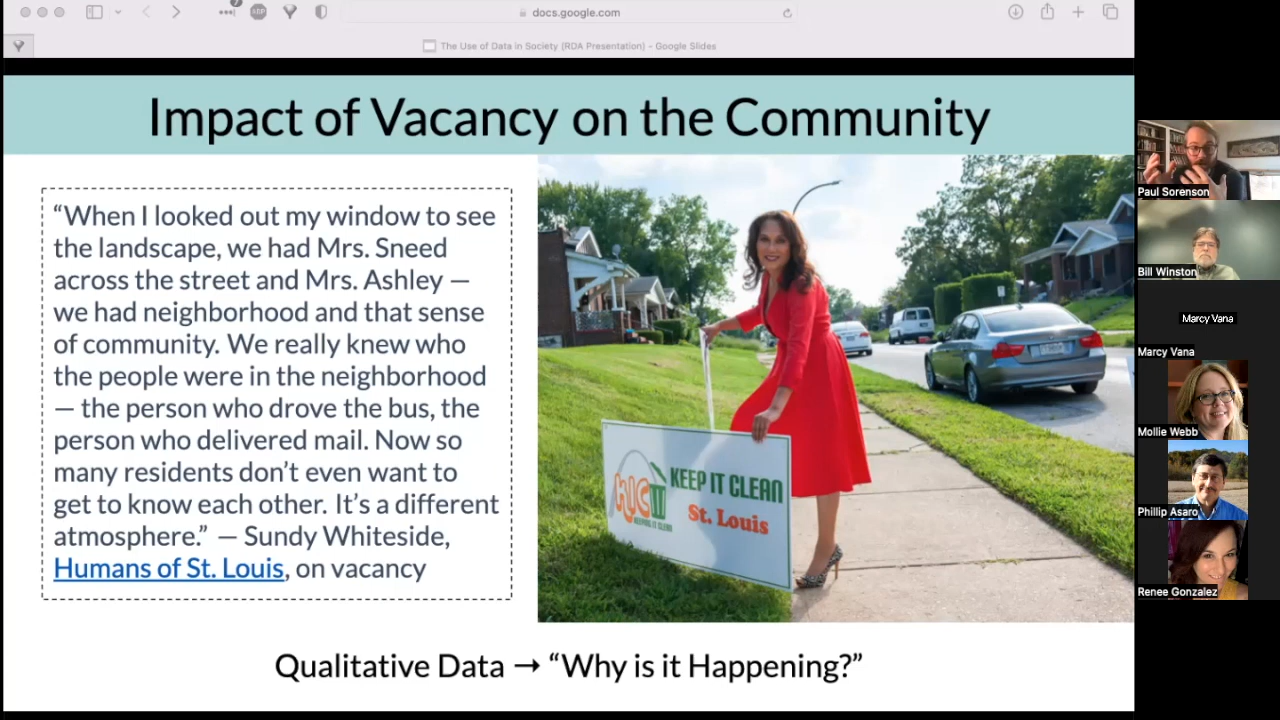 7
ABP
docs.google.com
The Use of Data in Society (RDA Presentation) - Google Slides
Impact of Vacancy on the Community
“When I looked out my window to see
the landscape, we had Mrs. Sneed
across the street and Mrs. Ashley —
we had neighborhood and that sense
of community. We really knew who
the people were in the neighborhood
— the person who drove the bus, the
person who delivered mail. Now so
many residents don’t even want to
get to know each other. It’s a different
atmosphere.” — Sundy Whiteside,
Humans of St. Louis, on vacancy
KEEP IT CLEAN
St. Louis
KEEPING IT CLEAN
Qualitative Data → “Why is it Happening?”
Paul Sorenson
Bill Winston
Marcy Vana
Marcy Vana
Mollie Webb
Phillip Asaro
Renee Gonzalez